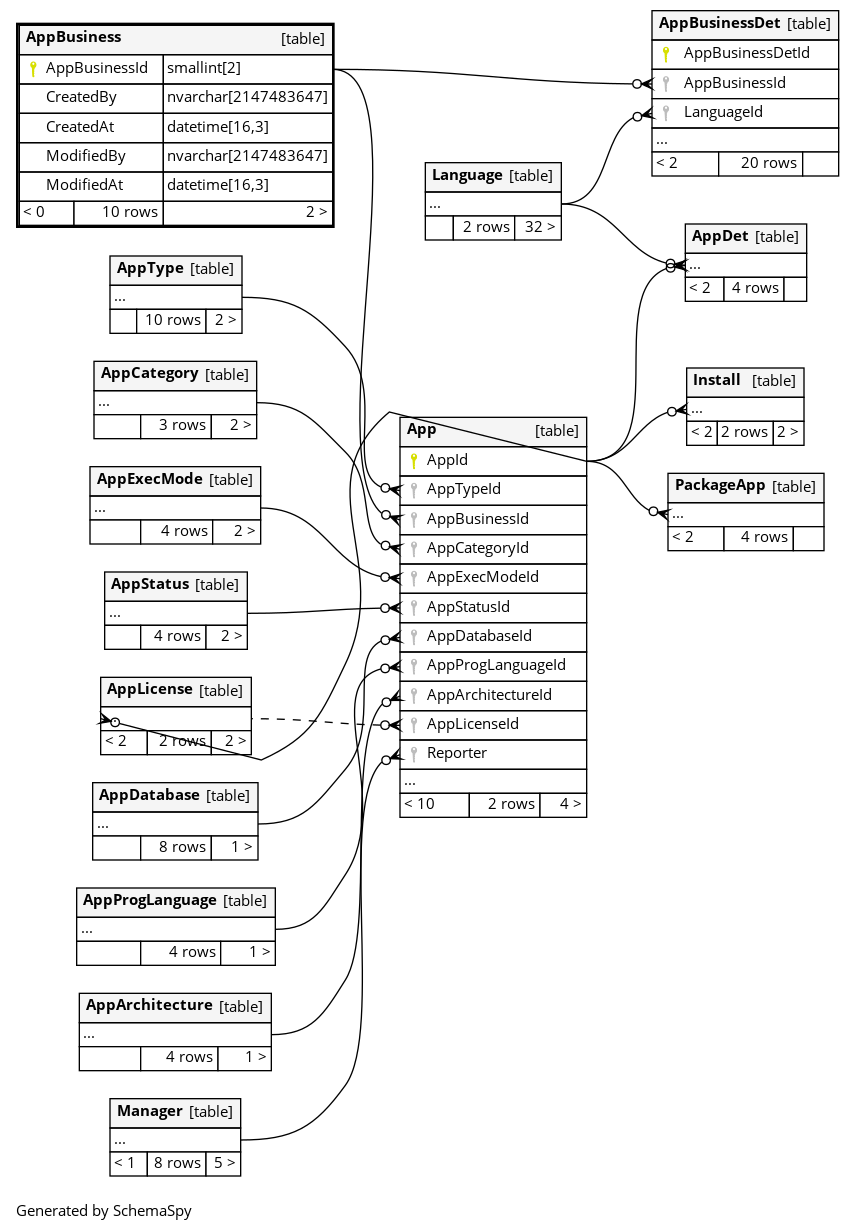 AppBusiness [table]
AppBusinessId smallint[2]
CreatedBy nvarchar[2147483647]
CreatedAt datetime[16,3]
ModifiedBy nvarchar[2147483647]
ModifiedAt datetime[16,3]
< 0 10 rows 2 >
AppBusinessDet [table]
AppBusinessDetId
AppBusinessId
LanguageId
...
< 2 20 rows
Language [table]
...
2 rows 32 >
AppDet [table]
...
< 2 4 rows
AppType [table]
...
10 rows 2 >
AppCategory [table]
...
3 rows 2 >
AppExecMode [table]
...
4 rows 2 >
AppStatus [table]
...
4 rows 2 >
AppLicense [table]
...
< 2 2 rows 2 >
AppDatabase [table]
...
8 rows 1 >
AppProgLanguage [table]
...
4 rows 1 >
AppArchitecture [table]
...
4 rows 1 >
Manager [table]
...
< 1 8 rows 5 >
App [table]
AppId
AppTypeId
AppBusinessId
AppCategoryId
AppExecModeId
AppStatusId
AppDatabaseId
AppProgLanguageId
AppArchitectureId
AppLicenseId
Reporter
...
< 10 2 rows 4 >
Install [table]
...
< 2 2 rows 2 >
PackageApp [table]
...
< 2 4 rows
Generated by SchemaSpy